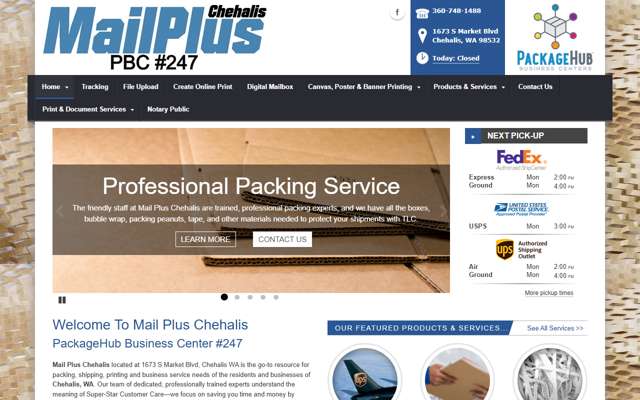 MailPlus Chehalis
PBC #247
f
360-748-1488
1673 S Market Blvd
Chehalis, WA 98532
Today: Closed
PACKAGEHUB
BUSINESS CENTERS
Home Tracking File Upload Create Online Print Digital Mailbox Canvas, Poster & Banner Printing Products & Services Contact Us
Print & Document Services Notary Public
Professional Packing Service
The friendly staff at Mail Plus Chehalis are trained, professional packing experts, and we have all the boxes,
bubble wrap, packing peanuts, tape, and other materials needed to protect your shipments with TLC.
LEARN MORE CONTACT US
NEXT PICK-UP
FedEx
Authorized ShipCenter
Express Mon 2:00 PM
Ground Mon 4:00 PM
UNITED STATES POSTAL SERVICE
Approved Postal Provider
USPS Mon 3:00 PM
ups Authorized
Shipping
Outlet
Air Mon 2:00 PM
Ground Mon 4:00 PM
More pickup times
Welcome To Mail Plus Chehalis
PackageHub Business Center #247
Mail Plus Chehalis located at 1673 S Market Blvd, Chehalis WA is the go-to resource for
packing, shipping, printing and business service needs of the residents and businesses of
Chehalis, WA. Our team of dedicated, professionally trained experts understand the
meaning of Super-Star Customer Care—we focus on saving you time and money by
OUR FEATURED PRODUCTS & SERVICES... See All Services >>
ups